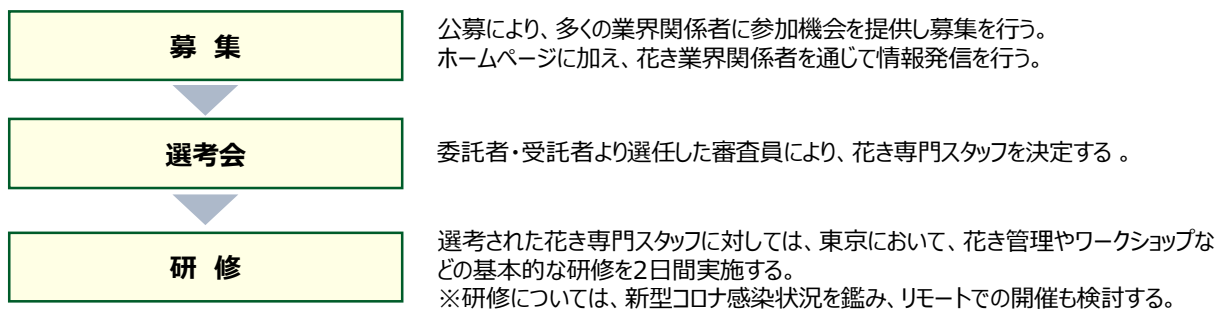 募 集
公募により、多くの業界関係者に参加機会を提供し募集を行う。
ホームページに加え、花き業界関係者を通じて情報発信を行う。
選考会
委託者・受託者より選任した審査員により、花き専門スタッフを決定する 。
研 修
選考された花き専門スタッフに対しては、東京において、花き管理やワークショップな
どの基本的な研修を2日間実施する。
※研修については、新型コロナ感染状況を鑑み、リモートでの開催も検討する。